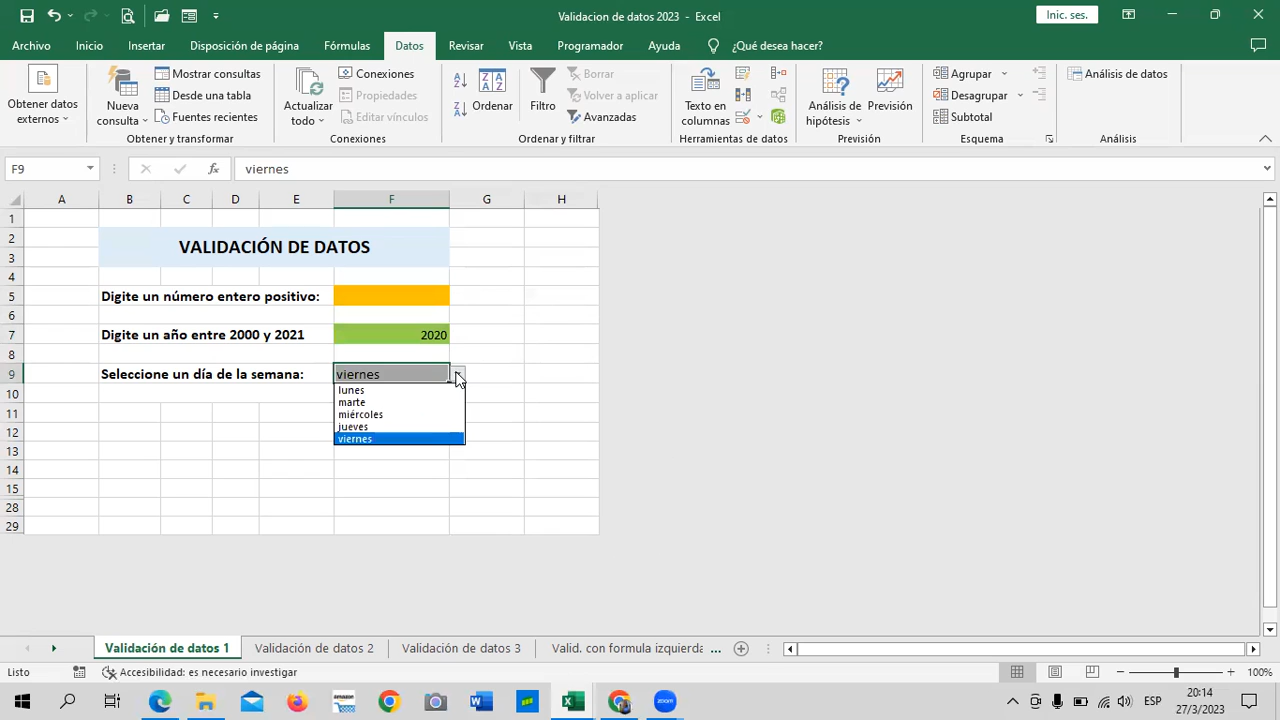 Validacion de datos 2023 - Excel
Inic. ses.
Archivo
Inicio
Insertar
Disposición de página
Fórmulas
Datos
Revisar
Vista
Programador
Ayuda
¿Qué desea hacer?
Obtener datos
externos
Nueva
consulta
Mostrar consultas
Desde una tabla
Fuentes recientes
Obtener y transformar
Actualizar
todo
Conexiones
Propiedades
Editar vínculos
Conexiones
Ordenar
Filtro
Borrar
Volver a aplicar
Avanzadas
Ordenar y filtrar
Texto en
columnas
Herramientas de datos
Análisis de
hipótesis
Previsión
Previsión
Agrupar
Desagrupar
Subtotal
Esquema
Análisis de datos
Análisis
F9
fx
viernes
A B C D E F G H
1
2
VALIDACIÓN DE DATOS
3
4
5 Digite un número entero positivo:
6
7 Digite un año entre 2000 y 2021 2020
8
9 Seleccione un día de la semana: viernes
lunes
10
marte
11 miércoles
jueves
12
viernes
13
14
15
28
29
Validación de datos 1
Validación de datos 2
Validación de datos 3
Valid. con formula izquierda
...
Listo
Accesibilidad: es necesario investigar
100%
amazon
zoom
ESP
20:14
27/3/2023